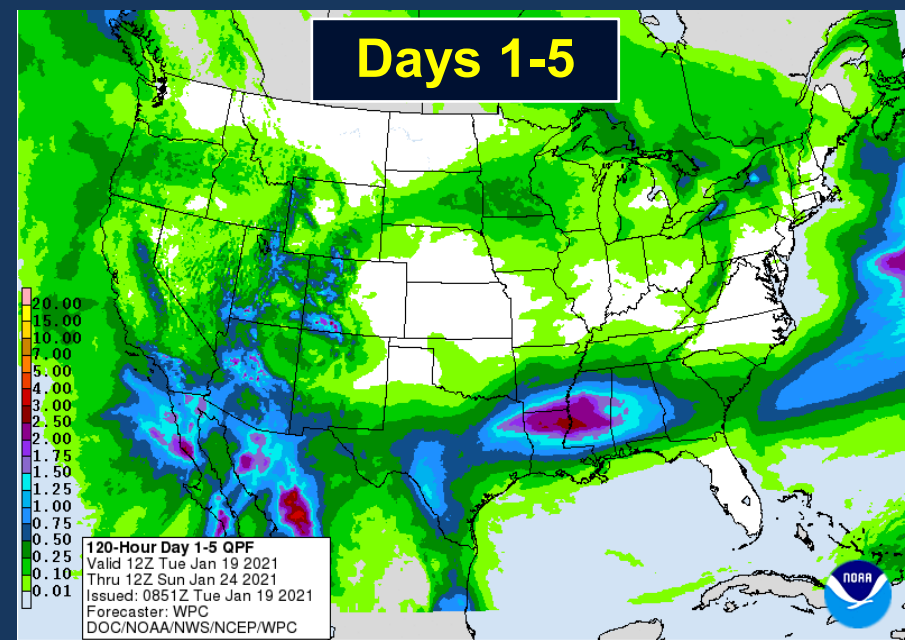 Days 1-5
20.00
15.00
10.00
7.00
5.00
4.00
3.00
2.50
2.00
1.75
1.50
1.25
1.00
0.75
0.50
0.25
0.10
0.01
120-Hour Day 1-5 QPF
Valid 12Z Tue Jan 19 2021
Thru 12Z Sun Jan 24 2021
Issued: 0851Z Tue Jan 19 2021
Forecaster: WPC
DOC/NOAA/NWS/NCEP/WPC
NOAA